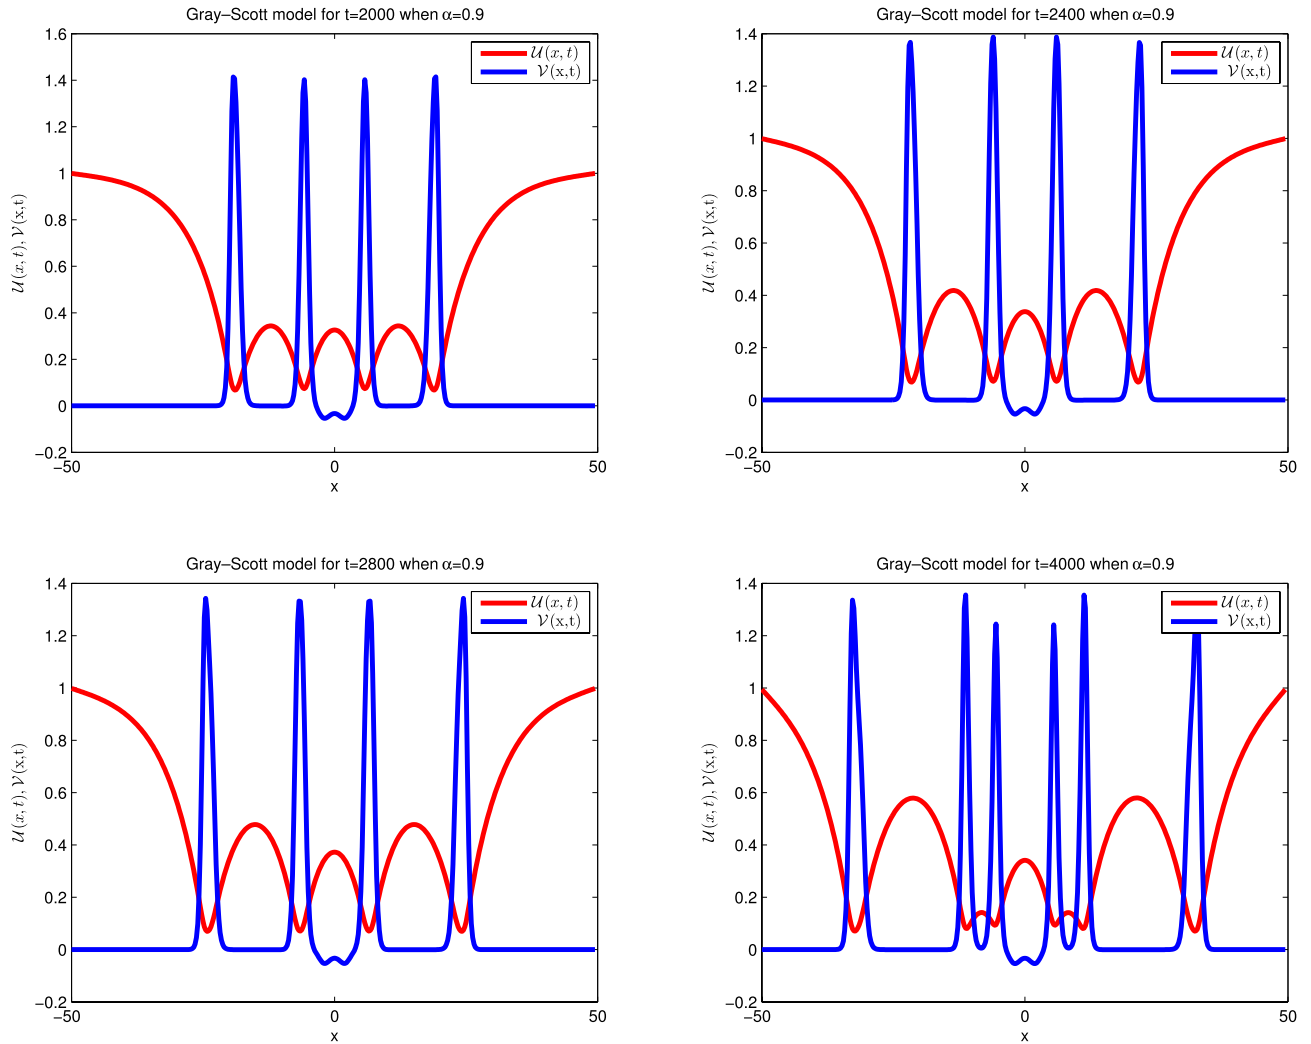 Gray–Scott model for t=2000 when α=0.9
1.6
1.4
1.2
1
0.8
0.6
0.4
0.2
0
−0.2
−50
0
50
x
𝒰(x, t), 𝒱(x,t)
𝒰(x, t)
𝒱(x,t)
Gray–Scott model for t=2400 when α=0.9
1.4
1.2
1
0.8
0.6
0.4
0.2
0
−0.2
−50
0
50
x
𝒰(x, t), 𝒱(x,t)
𝒰(x, t)
𝒱(x,t)
Gray–Scott model for t=2800 when α=0.9
1.4
1.2
1
0.8
0.6
0.4
0.2
0
−0.2
−50
0
50
x
𝒰(x, t), 𝒱(x,t)
𝒰(x, t)
𝒱(x,t)
Gray–Scott model for t=4000 when α=0.9
1.4
1.2
1
0.8
0.6
0.4
0.2
0
−0.2
−50
0
50
x
𝒰(x, t), 𝒱(x,t)
𝒰(x, t)
𝒱(x,t)